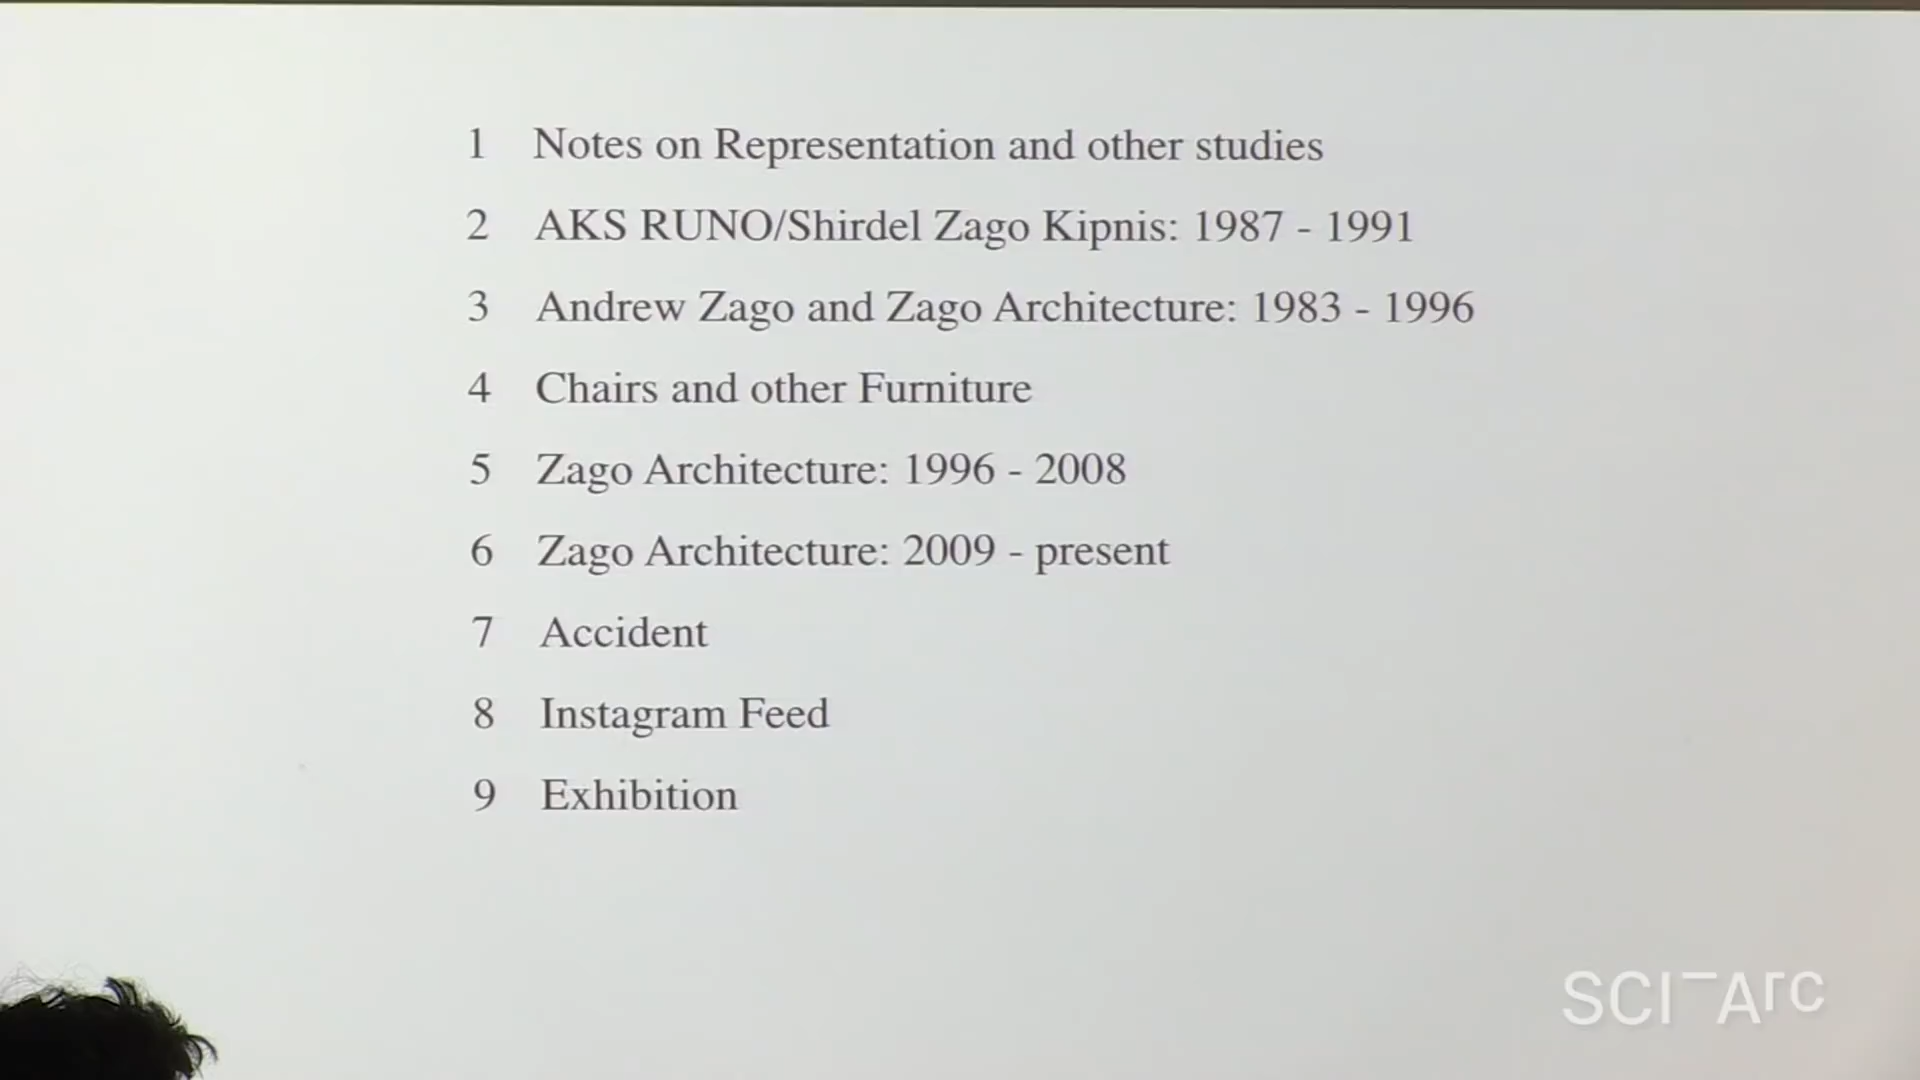 1 Notes on Representation and other studies
2 AKS RUNO/Shirdel Zago Kipnis: 1987 - 1991
3 Andrew Zago and Zago Architecture: 1983 - 1996
4 Chairs and other Furniture
5 Zago Architecture: 1996 - 2008
6 Zago Architecture: 2009 - present
7 Accident
8 Instagram Feed
9 Exhibition
SCI-Arc